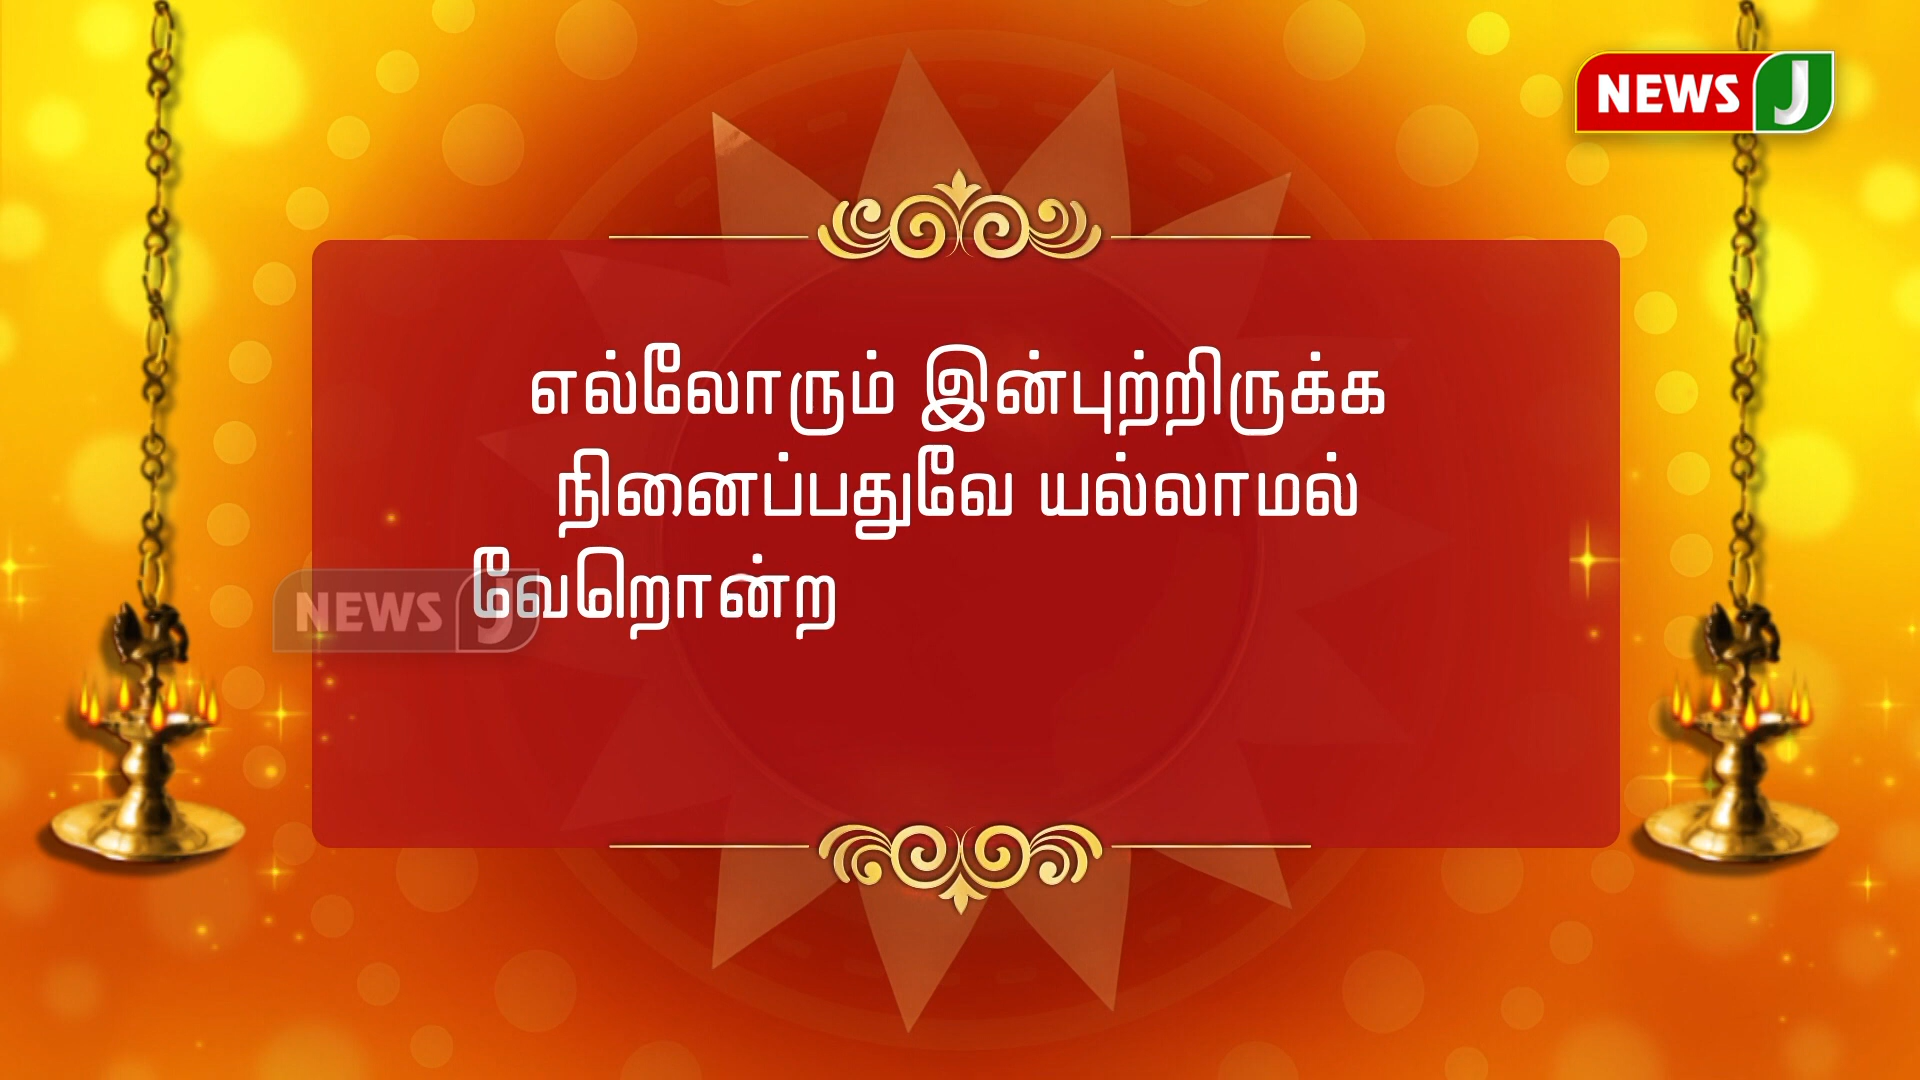 NEWS J
எல்லோரும் இன்புற்றிருக்க
நினைப்பதுவே யல்லாமல்
வேறொன்ற
NEWS J